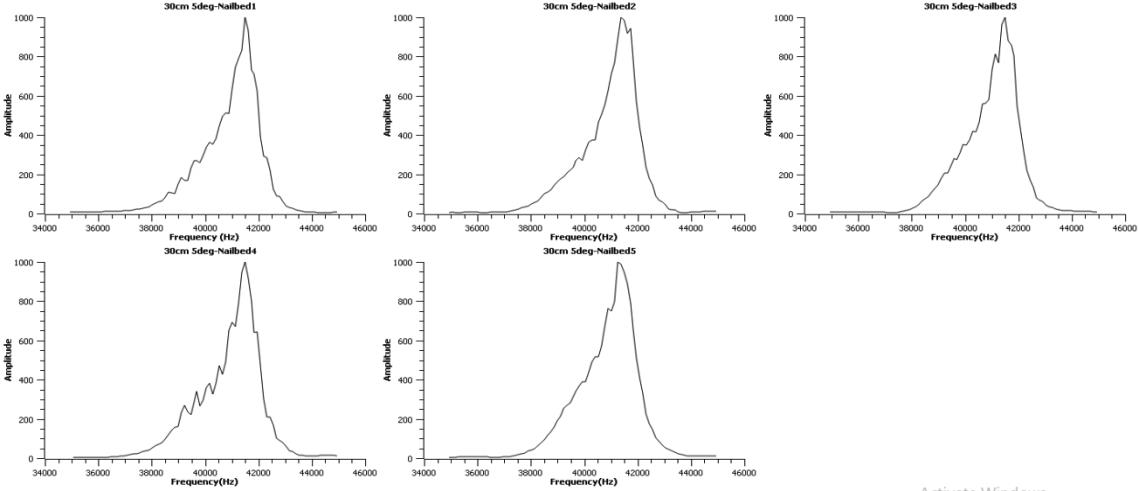 30cm 5deg-Nailbed1
1000
800
600
400
200
0
Amplitude
34000 36000 38000 40000 42000 44000 46000
Frequency (Hz)
30cm 5deg-Nailbed2
1000
800
600
400
200
0
Amplitude
34000 36000 38000 40000 42000 44000 46000
Frequency(Hz)
30cm 5deg-Nailbed3
1000
800
600
400
200
0
Amplitude
34000 36000 38000 40000 42000 44000 46000
Frequency (Hz)
30cm 5deg-Nailbed4
1000
800
600
400
200
0
Amplitude
34000 36000 38000 40000 42000 44000 46000
Frequency(Hz)
30cm 5deg-Nailbed5
1000
800
600
400
200
0
Amplitude
34000 36000 38000 40000 42000 44000 46000
Frequency(Hz)
Activate Windows